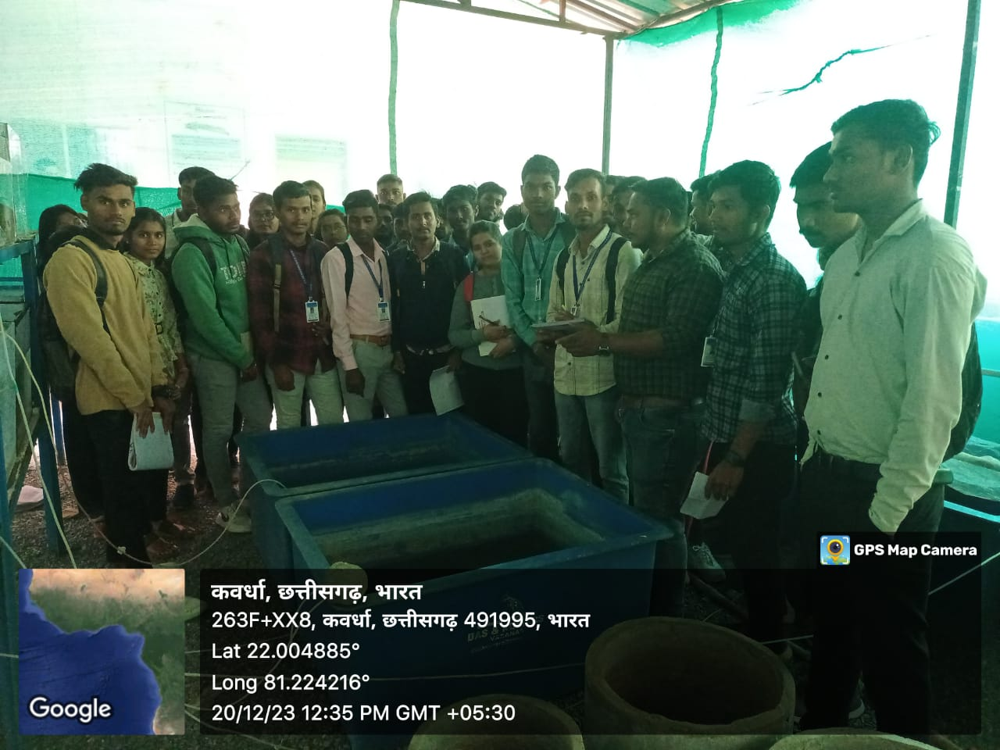 GPS Map Camera
कवर्धा, छत्तीसगढ़, भारत
263F+XX8, कवर्धा, छत्तीसगढ़ 491995, भारत
Lat 22.004885°
Long 81.224216°
20/12/23 12:35 PM GMT +05:30
Google